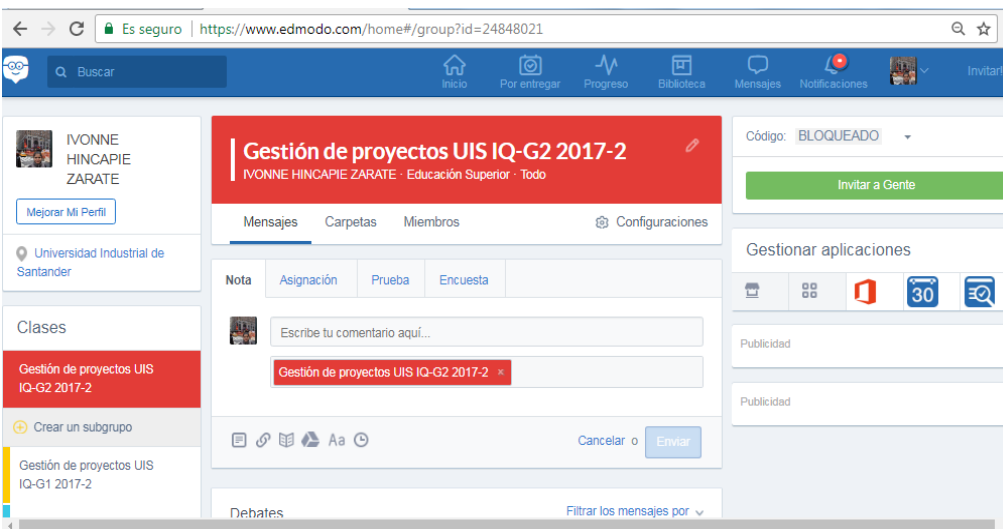 Es seguro | https://www.edmodo.com/home#/group?id=24848021
Buscar
Inicio
Por entregar
Progreso
Biblioteca
Mensajes
Notificaciones
IVONNE
HINCAPIE
ZARATE
Mejorar Mi Perfil
Universidad Industrial de
Santander
Clases
Gestión de proyectos UIS
IQ-G2 2017-2
Crear un subgrupo
Gestión de proyectos UIS
IQ-G1 2017-2
Gestión de proyectos UIS IQ-G2 2017-2
IVONNE HINCAPIE ZARATE · Educación Superior · Todo
Mensajes
Carpetas
Miembros
Configuraciones
Nota
Asignación
Prueba
Encuesta
Escribe tu comentario aquí...
Gestión de proyectos UIS IQ-G2 2017-2 ×
Aa
Cancelar o
Enviar
Debates
Filtrar los mensajes por
Código: BLOQUEADO
Invitar a Gente
Gestionar aplicaciones
30
Publicidad
Publicidad